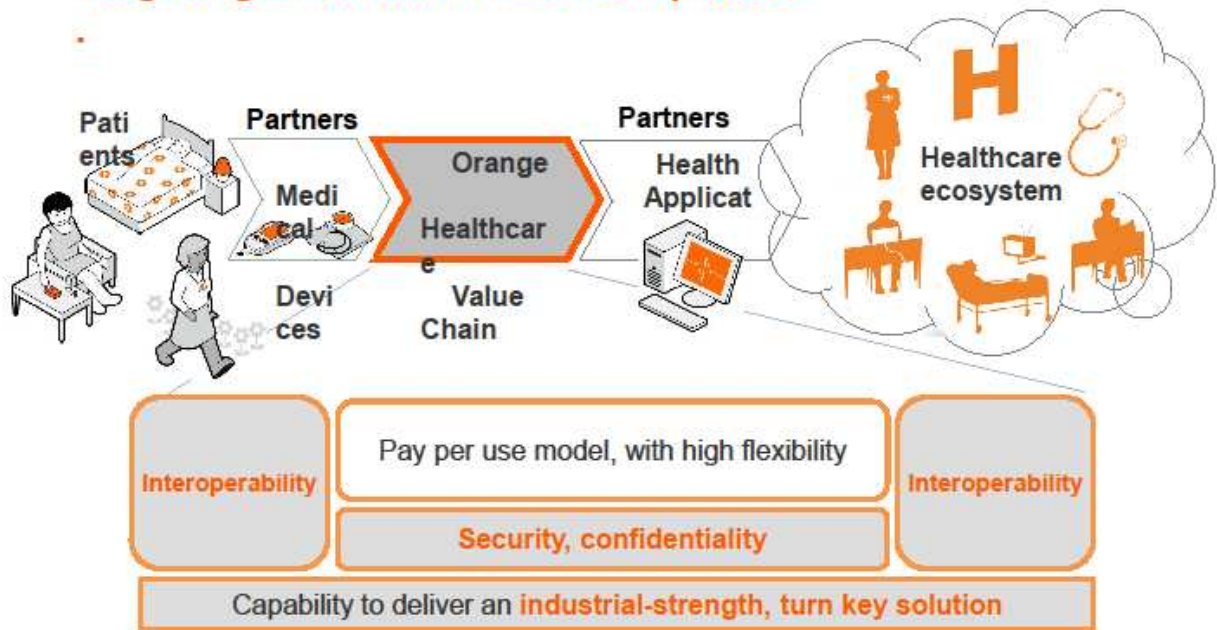 Pati
ents
Partners
Medi
cal
Devi
ces
Orange
Healthcar
e
Value
Chain
Partners
Health
Applicat
H
Healthcare
ecosystem
Interoperability
Pay per use model, with high flexibility
Security, confidentiality
Interoperability
Capability to deliver an industrial-strength, turn key solution